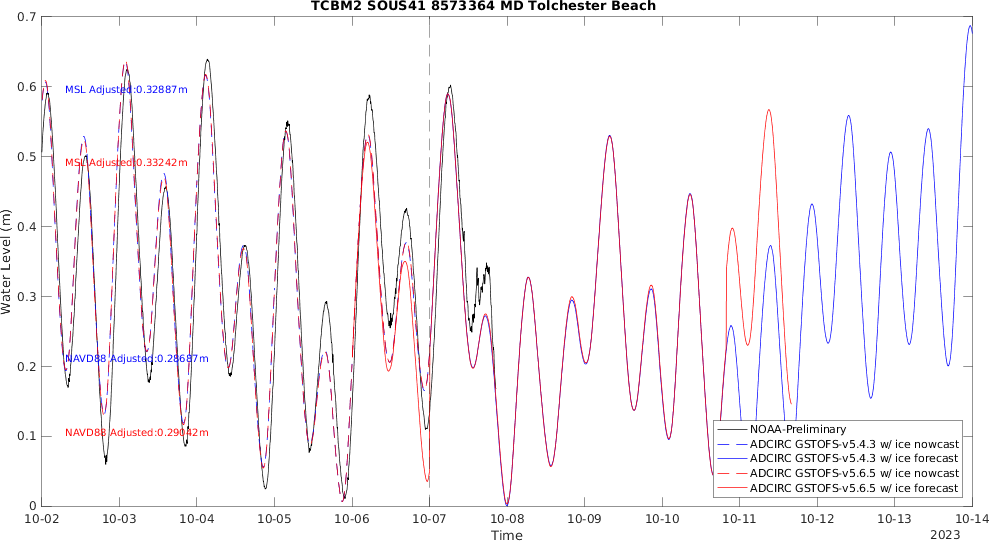 TCBM2 SOUS41 8573364 MD Tolchester Beach
0.7
0.6
0.5
0.4
0.3
0.2
0.1
0
Water Level (m)
MSL Adjusted:0.32887m
MSL Adjusted:0.33242m
NAVD88 Adjusted:0.28687m
NAVD88 Adjusted:0.29042m
NOAA-Preliminary
ADCIRC GSTOFS-v5.4.3 w/ ice nowcast
ADCIRC GSTOFS-v5.4.3 w/ ice forecast
ADCIRC GSTOFS-v5.6.5 w/ ice nowcast
ADCIRC GSTOFS-v5.6.5 w/ ice forecast
10-02 10-03 10-04 10-05 10-06 10-07 10-08 10-09 10-10 10-11 10-12 10-13 10-14
Time
2023